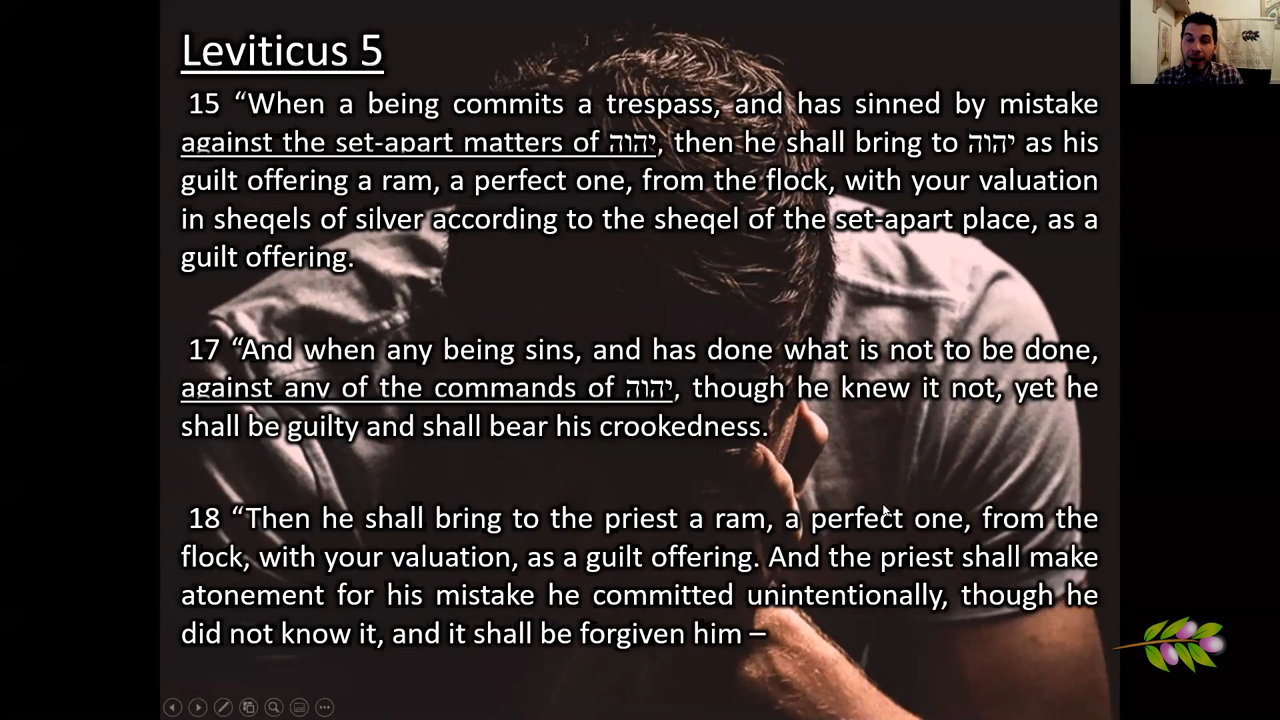 Leviticus 5
15 “When a being commits a trespass, and has sinned by mistake
against the set-apart matters of יהוה, then he shall bring to יהוה as his
guilt offering a ram, a perfect one, from the flock, with your valuation
in sheqels of silver according to the sheqel of the set-apart place, as a
guilt offering.
17 “And when any being sins, and has done what is not to be done,
against any of the commands of יהוה, though he knew it not, yet he
shall be guilty and shall bear his crookedness.
18 “Then he shall bring to the priest a ram, a perfect one, from the
flock, with your valuation, as a guilt offering. And the priest shall make
atonement for his mistake he committed unintentionally, though he
did not know it, and it shall be forgiven him –